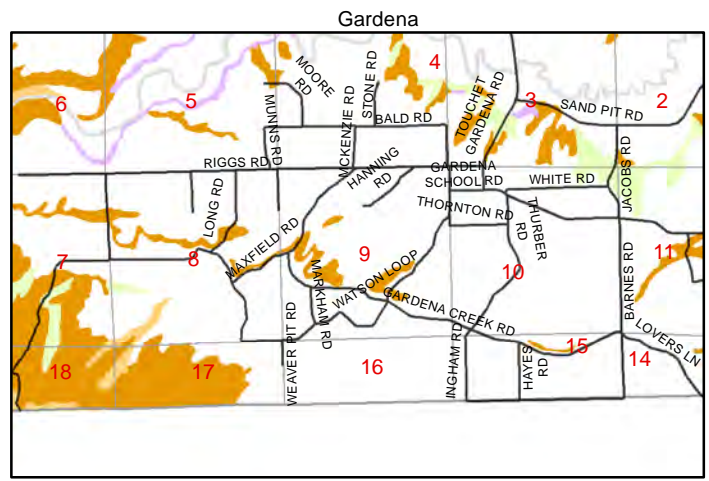 Gardena
MOORE
RD
4
STONE RD
MCKENZIE RD
6
5
MUNNS RD
TOUCHET
GARDENA RD
3
2
SAND PIT RD
BALD RD
RIGGS RD
HANNING
RD
GARDENA
SCHOOL RD
WHITE RD
JACOBS RD
LONG RD
THORNTON RD
THURBER
RD
MAXFIELD RD
7
8
9
10
11
MARKHAM RD
WATSON LOOP
BARNES RD
GARDENA CREEK RD
WEAVER PIT RD
INGHAM RD
HAYES
RD
15
14
LOVERS LN
18
17
16